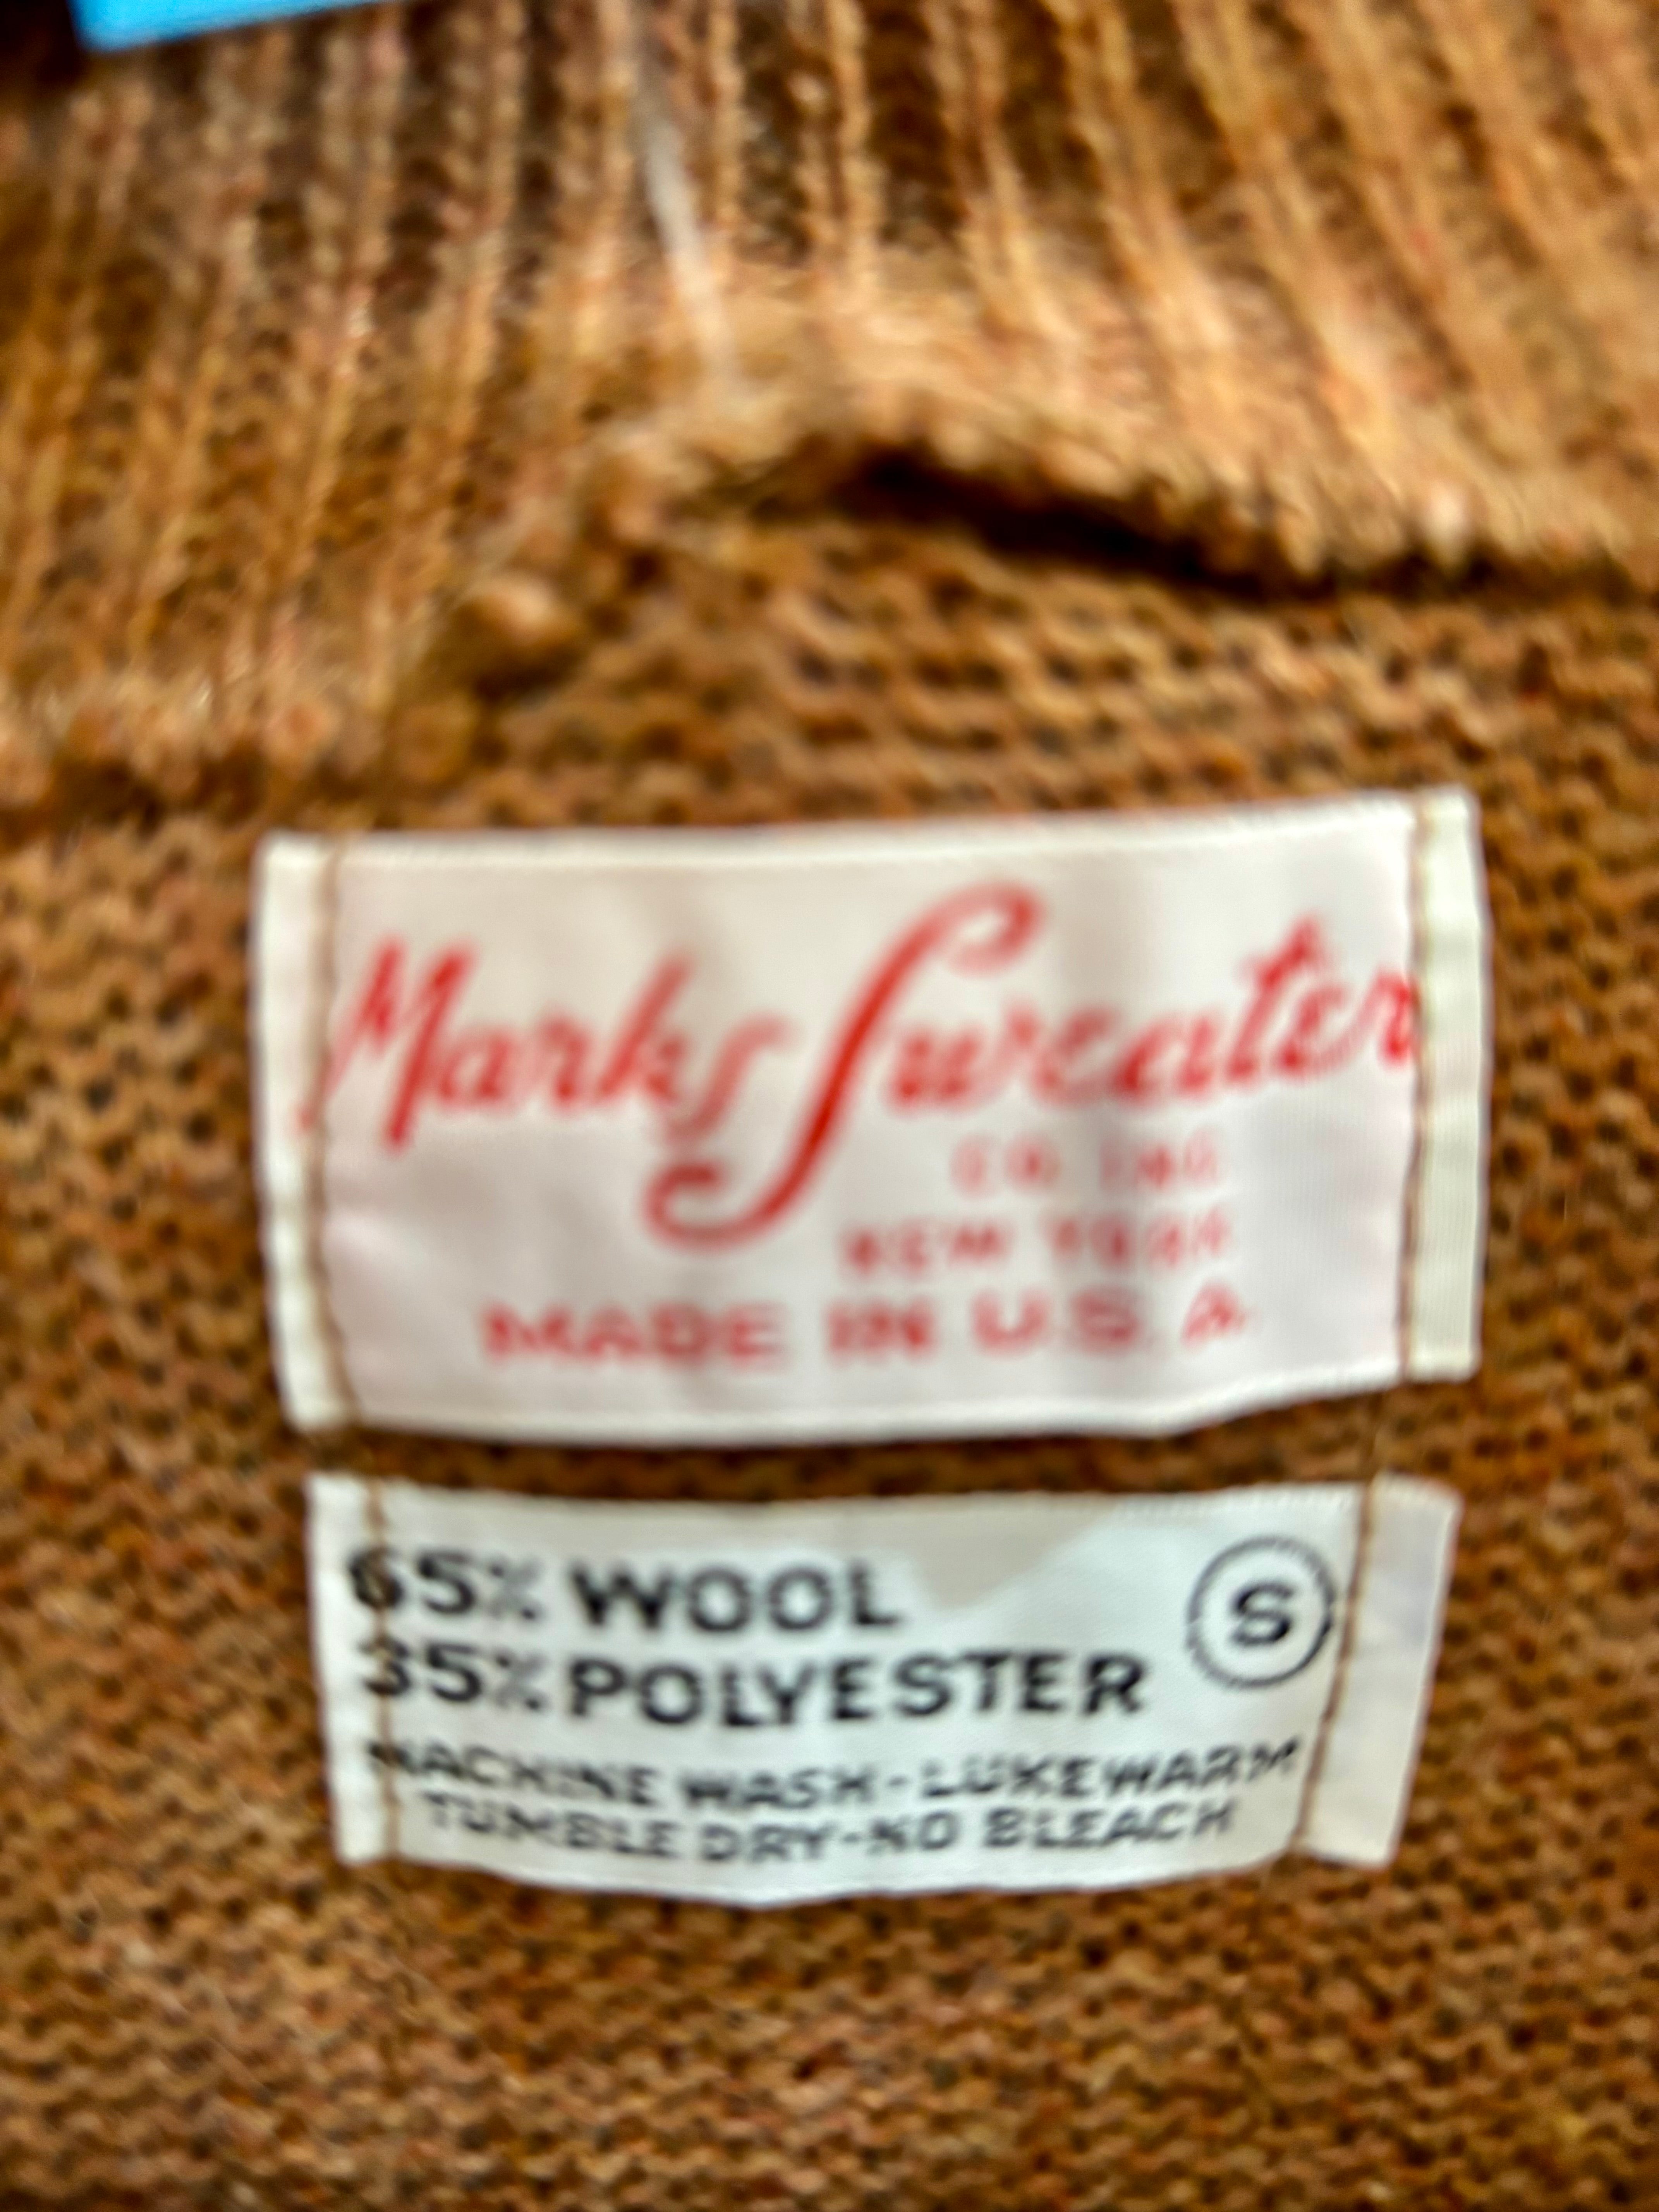 Marks Sweater
CO. INC.
NEW YORK
MADE IN U.S.A.
65% WOOL
S
35% POLYESTER
MACHINE WASH-LUKEWARM
TUMBLE DRY-NO BLEACH